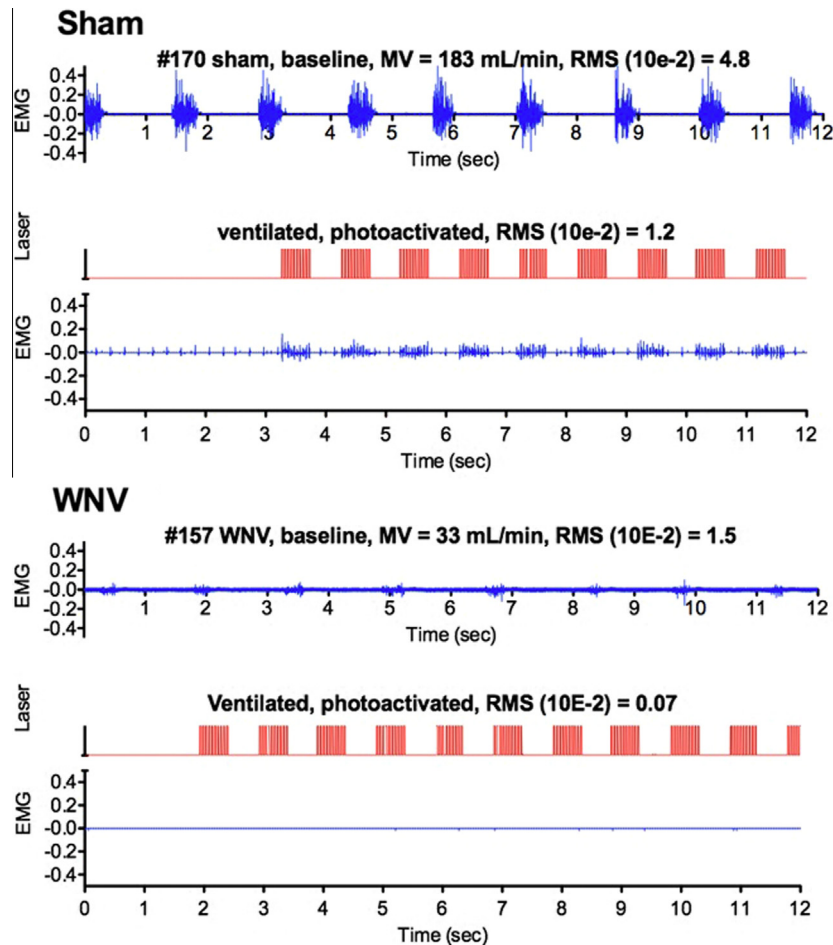 Sham
#170 sham, baseline, MV = 183 mL/min, RMS (10e-2) = 4.8
EMG
0.4
0.2
-0.0
-0.2
-0.4
1 2 3 4 5 6 7 8 9 10 11 12
Time (sec)
Laser
ventilated, photoactivated, RMS (10e-2) = 1.2
EMG
0.4
0.2
-0.0
-0.2
-0.4
0 1 2 3 4 5 6 7 8 9 10 11 12
Time (sec)
WNV
#157 WNV, baseline, MV = 33 mL/min, RMS (10E-2) = 1.5
EMG
0.4
0.2
-0.0
-0.2
-0.4
1 2 3 4 5 6 7 8 9 10 11 12
Time (sec)
Laser
Ventilated, photoactivated, RMS (10E-2) = 0.07
EMG
0.4
0.2
-0.0
-0.2
-0.4
0 1 2 3 4 5 6 7 8 9 10 11 12
Time (sec)